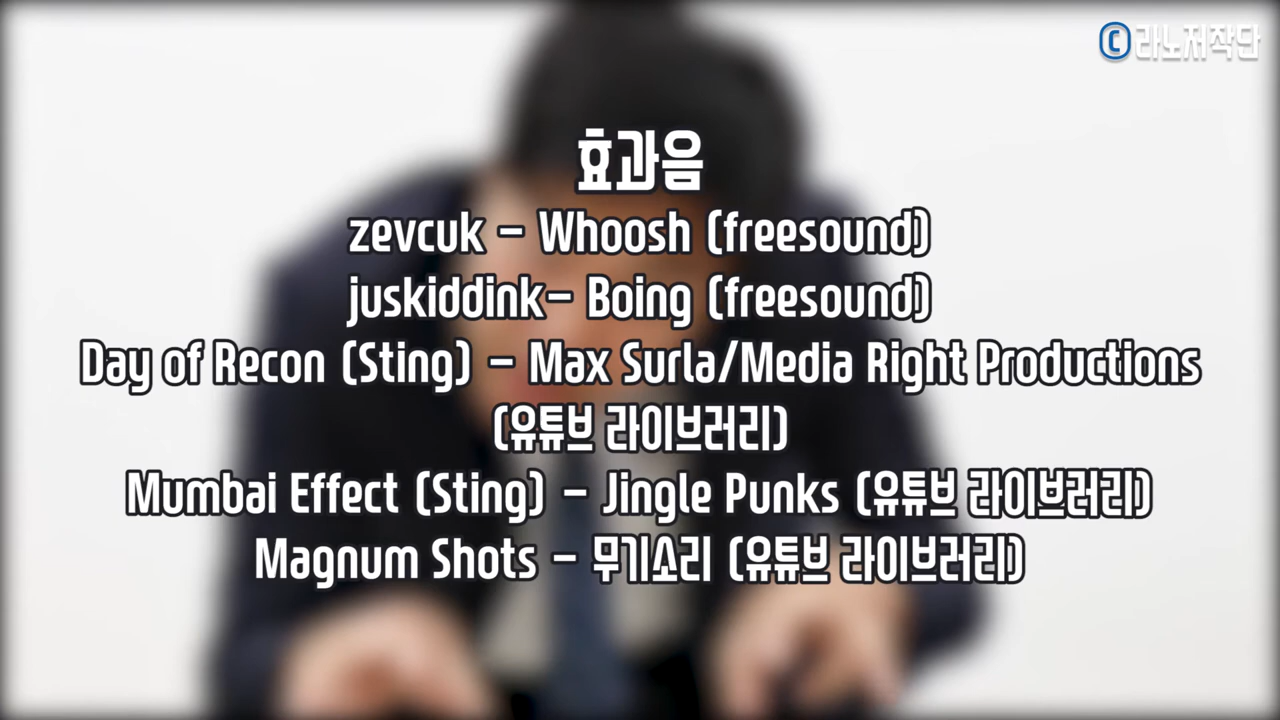 ©라노저작단
효과음
zevcuk – Whoosh (freesound)
juskiddink– Boing (freesound)
Day of Recon (Sting) – Max Surla/Media Right Productions
(유튜브 라이브러리)
Mumbai Effect (Sting) – Jingle Punks (유튜브 라이브러리)
Magnum Shots – 무기소리 (유튜브 라이브러리)